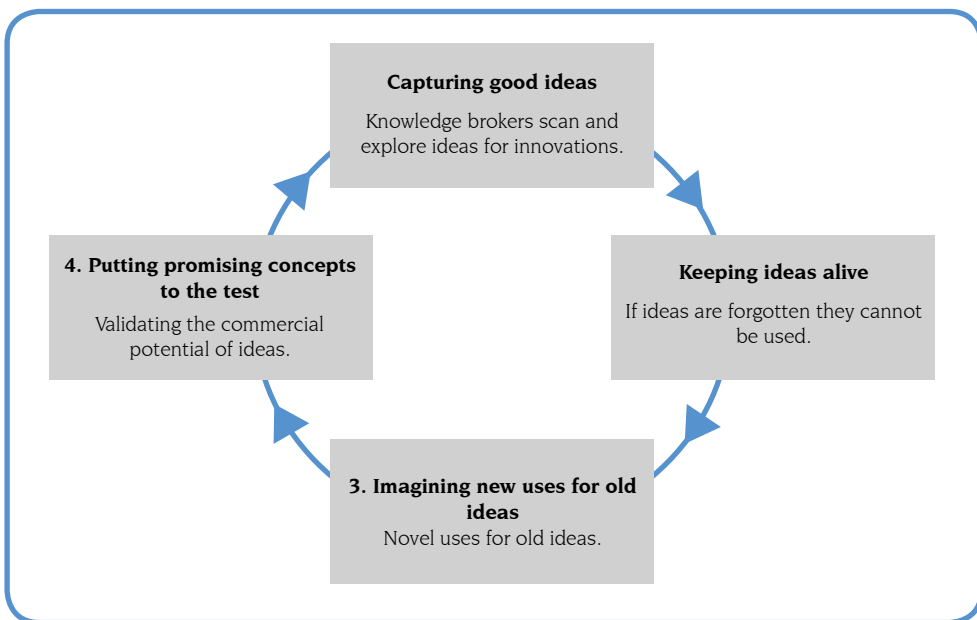 Capturing good ideas
Knowledge brokers scan and
explore ideas for innovations.
Keeping ideas alive
If ideas are forgotten they cannot
be used.
3. Imagining new uses for old
ideas
Novel uses for old ideas.
4. Putting promising concepts
to the test
Validating the commercial
potential of ideas.